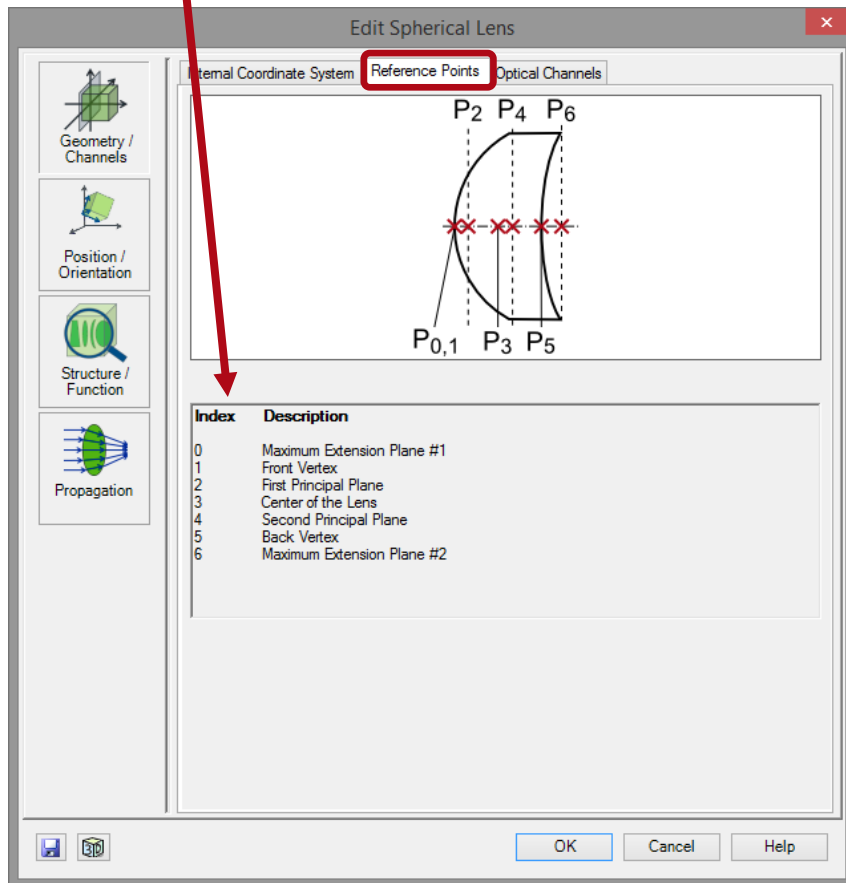 Edit Spherical Lens
Internal Coordinate System Reference Points Optical Channels
Geometry /
Channels
Position /
Orientation
Structure /
Function
Propagation
P2 P4 P6
P0,1 P3 P5
Index Description
0 Maximum Extension Plane #1
1 Front Vertex
2 First Principal Plane
3 Center of the Lens
4 Second Principal Plane
5 Back Vertex
6 Maximum Extension Plane #2
3D
OK Cancel Help